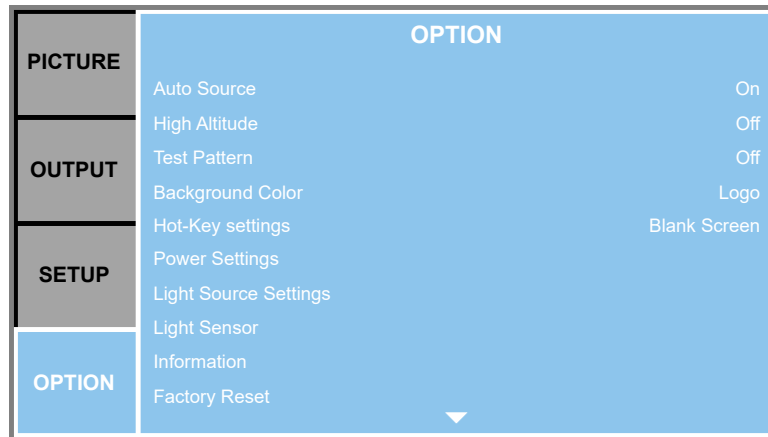 OPTION
PICTURE
Auto Source On
High Altitude Off
Test Pattern Off
OUTPUT
Background Color Logo
Hot-Key settings Blank Screen
Power Settings
SETUP
Light Source Settings
Light Sensor
Information
OPTION
Factory Reset